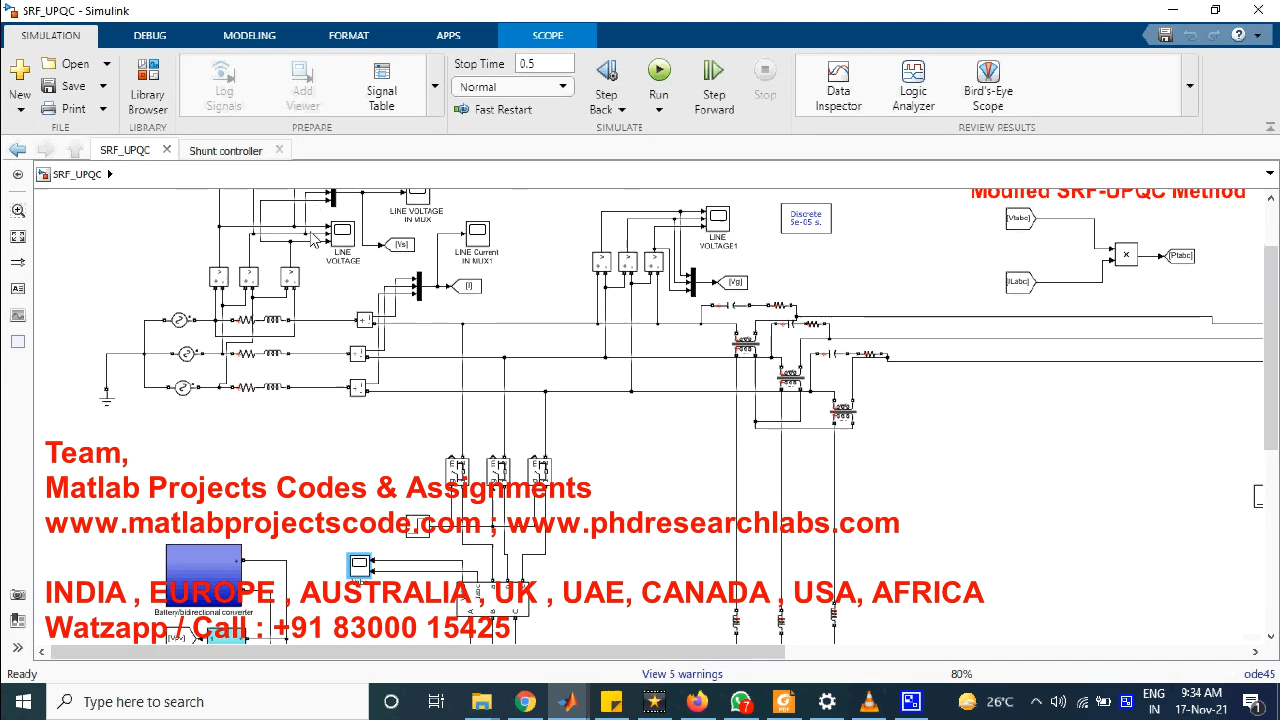 SRF_UPQC - Simulink
SIMULATION DEBUG MODELING FORMAT APPS SCOPE
New
Open
Save
Print
FILE
Library Browser
LIBRARY
Log Signals
Add Viewer
Signal Table
PREPARE
Stop Time 0.5
Normal
Fast Restart
Step Back
Run
Step Forward
Stop
SIMULATE
Data Inspector
Logic Analyzer
Bird's-Eye Scope
REVIEW RESULTS
SRF_UPQC Shunt controller
SRF_UPQC
Modifed SRF-UPQC Method
LINE VOLTAGE
IN MUX
LINE
VOLTAGE
[Vs]
LINE Current
IN MUX1
[I]
LINE
VOLTAGE1
[Vg]
Discrete
5e-05 s.
[Vtabc]
[ILabc]
[Ptabc]
Team,
Matlab Projects Codes & Assignments
www.matlabprojectscode.com ; www.phdresearchlabs.com
INDIA , EUROPE , AUSTRALIA , UK , UAE, CANADA , USA, AFRICA
Battery/bidirectional converter
Watzapp / Call : +91 83000 15425
Ready
View 5 warnings
80%
ode45
Type here to search
7
26°C
ENG
IN
9:34 AM
17-Nov-21
1